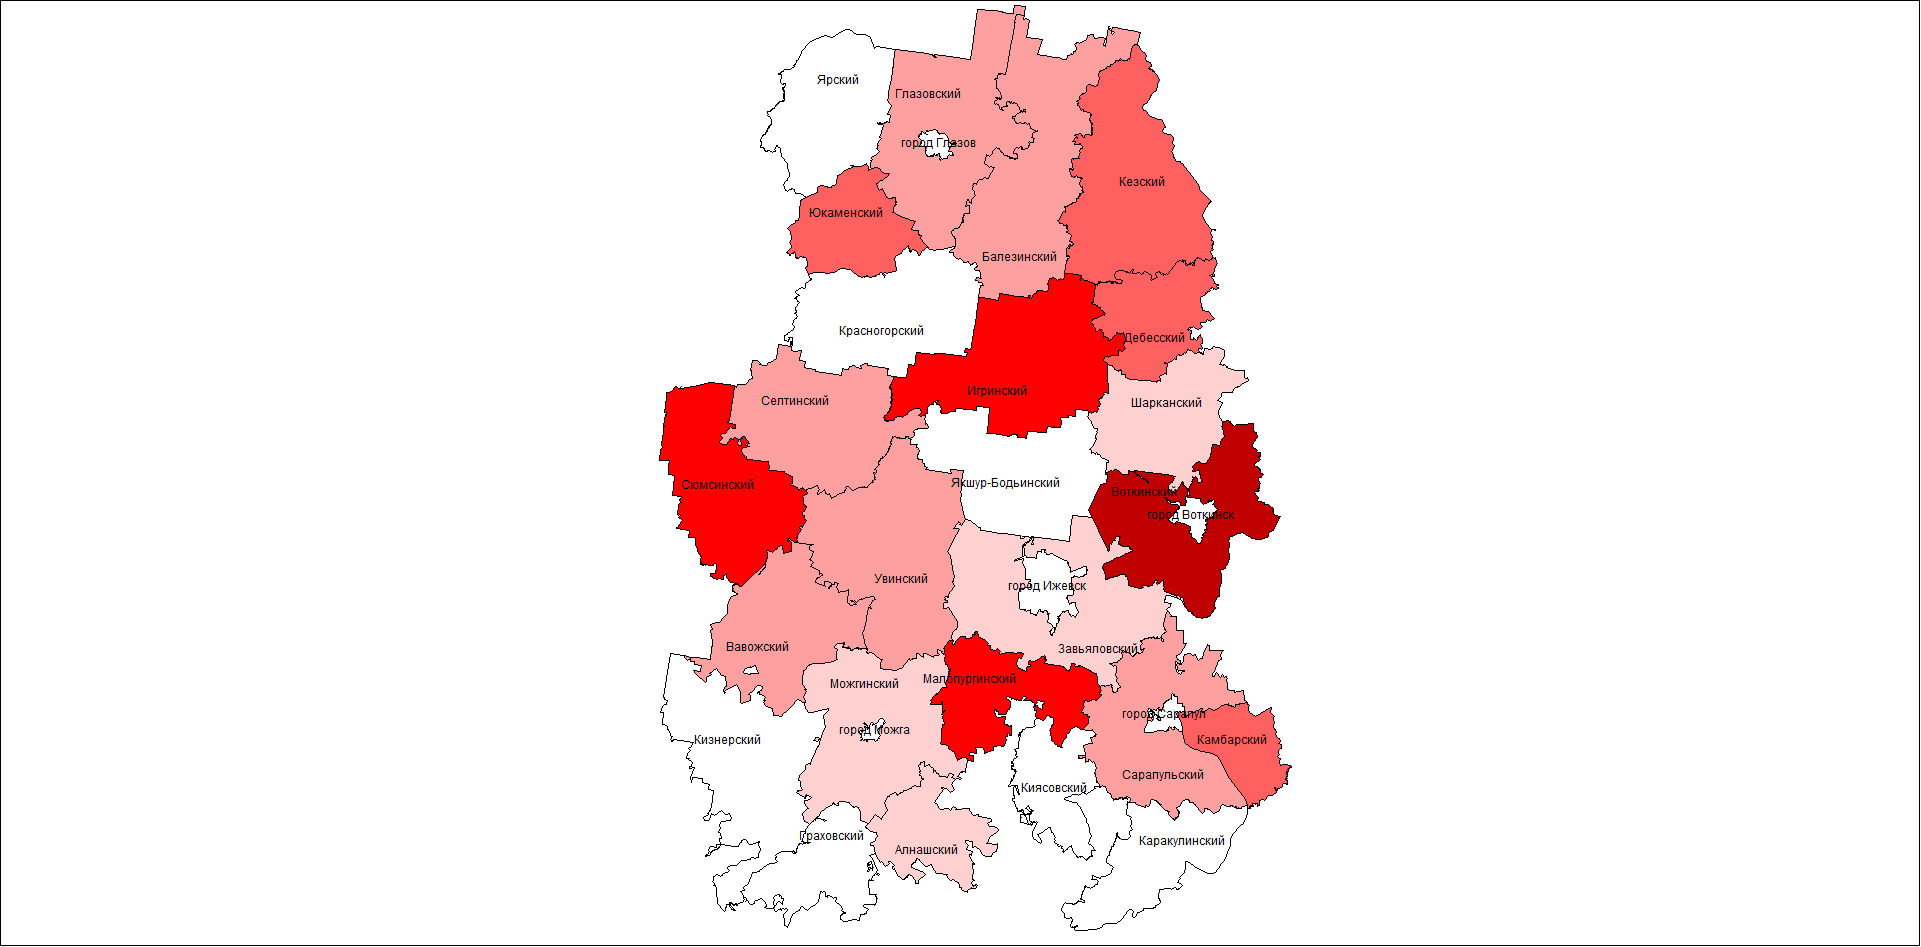 Ярский
Глазовский
город Глазов
Кезский
Юкаменский
Балезинский
Красногорский
Дебесский
Игринский
Селтинский
Шарканский
Сюмсинский
Якшур-Бодьинский
Воткинский
город Воткинск
Увинский
город Ижевск
Вавожский
Завьяловский
Можгинский
Малопургинский
город Сарапул
город Можга
Кизнерский
Камбарский
Сарапульский
Киясовский
Граховский
Каракулинский
Алнашский